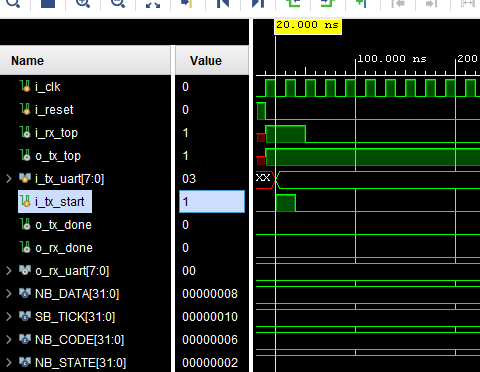 20.000 ns
Name Value
100.000 ns 200
i_clk 0
i_reset 0
i_rx_top 1
o_tx_top 1
i_tx_uart[7:0] 03 XX
i_tx_start 1
o_tx_done 0
o_rx_done 0
o_rx_uart[7:0] 00
NB_DATA[31:0] 00000008
SB_TICK[31:0] 00000010
NB_CODE[31:0] 00000006
NB_STATE[31:0] 00000002